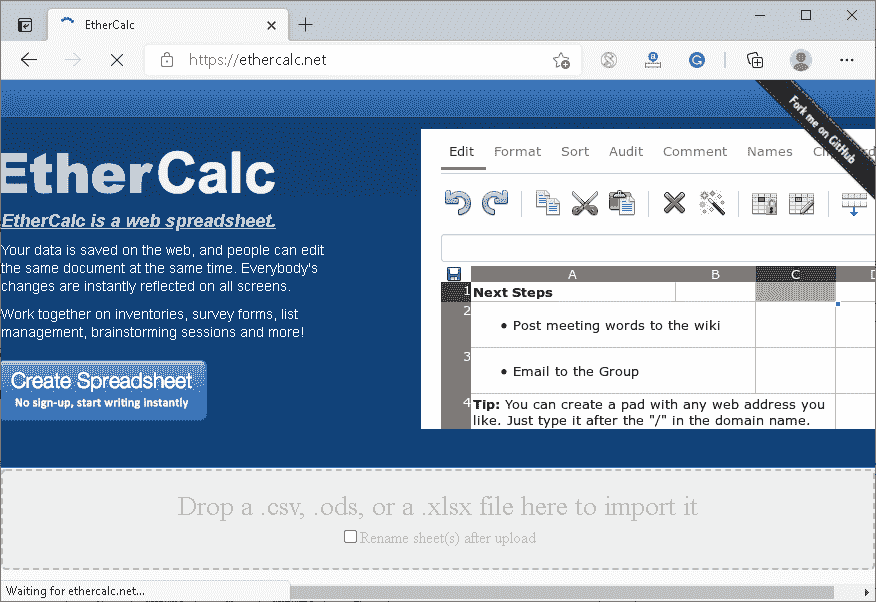 EtherCalc
https://ethercalc.net
Fork me on GitHub
EtherCalc
EtherCalc is a web spreadsheet.
Your data is saved on the web, and people can edit
the same document at the same time. Everybody's
changes are instantly reflected on all screens.
Work together on inventories, survey forms, list
management, brainstorming sessions and more!
Create Spreadsheet
No sign-up, start writing instantly
Edit Format Sort Audit Comment Names
A B C D
1 Next Steps
2 • Post meeting words to the wiki
3 • Email to the Group
4 Tip: You can create a pad with any web address you
like. Just type it after the "/" in the domain name.
Drop a .csv, .ods, or a .xlsx file here to import it
Rename sheet(s) after upload
Waiting for ethercalc.net...